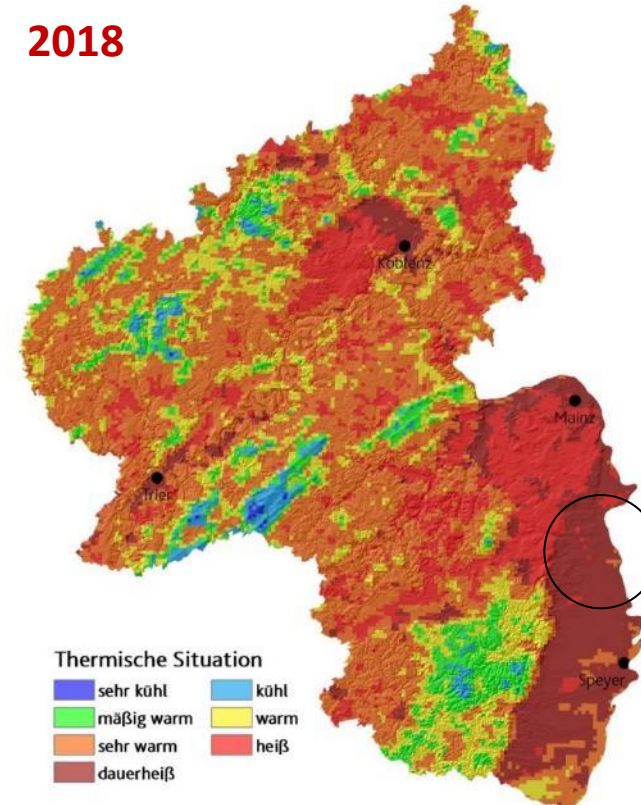 2018
Koblenz
Mainz
Trier
Speyer
Thermische Situation
sehr kühl
kühl
mäßig warm
warm
sehr warm
heiß
dauerheiß